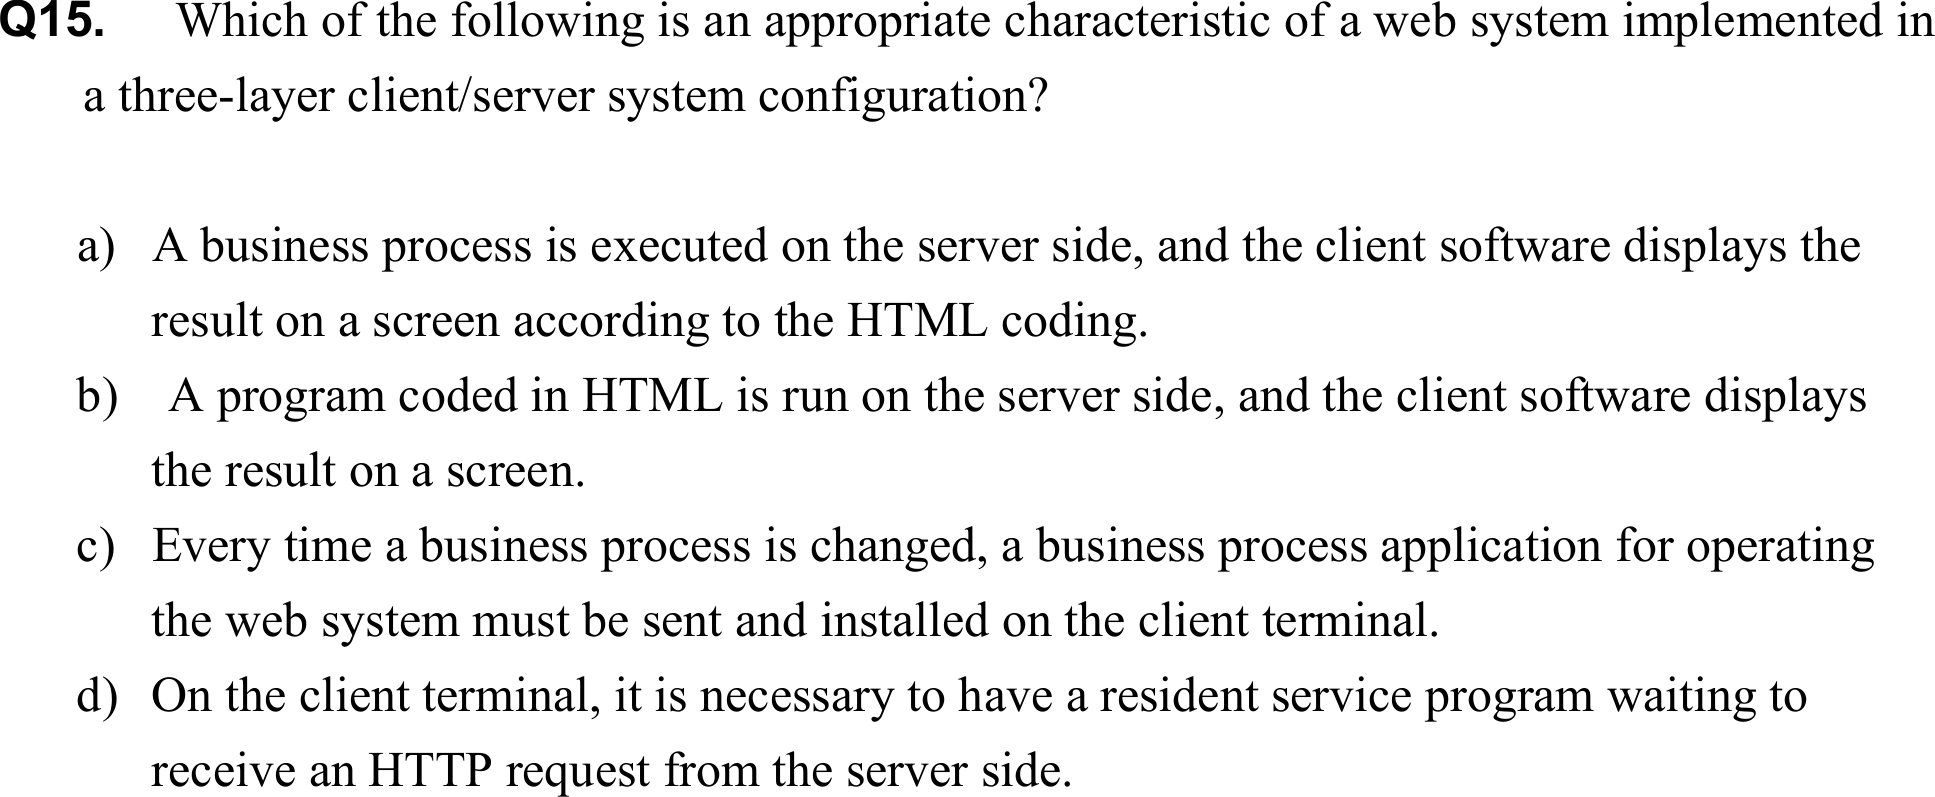 Q15. Which of the following is an appropriate characteristic of a web system implemented in
a three-layer client/server system configuration?
a) A business process is executed on the server side, and the client software displays the
result on a screen according to the HTML coding.
b) A program coded in HTML is run on the server side, and the client software displays
the result on a screen.
c) Every time a business process is changed, a business process application for operating
the web system must be sent and installed on the client terminal.
d) On the client terminal, it is necessary to have a resident service program waiting to
receive an HTTP request from the server side.